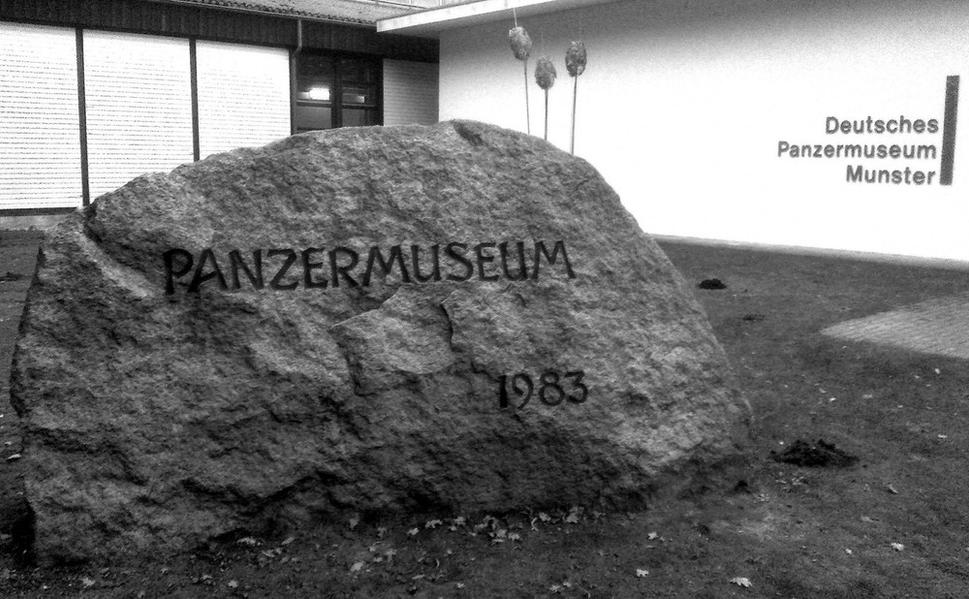 Deutsches
Panzermuseum
Munster
PANZERMUSEUM
1983